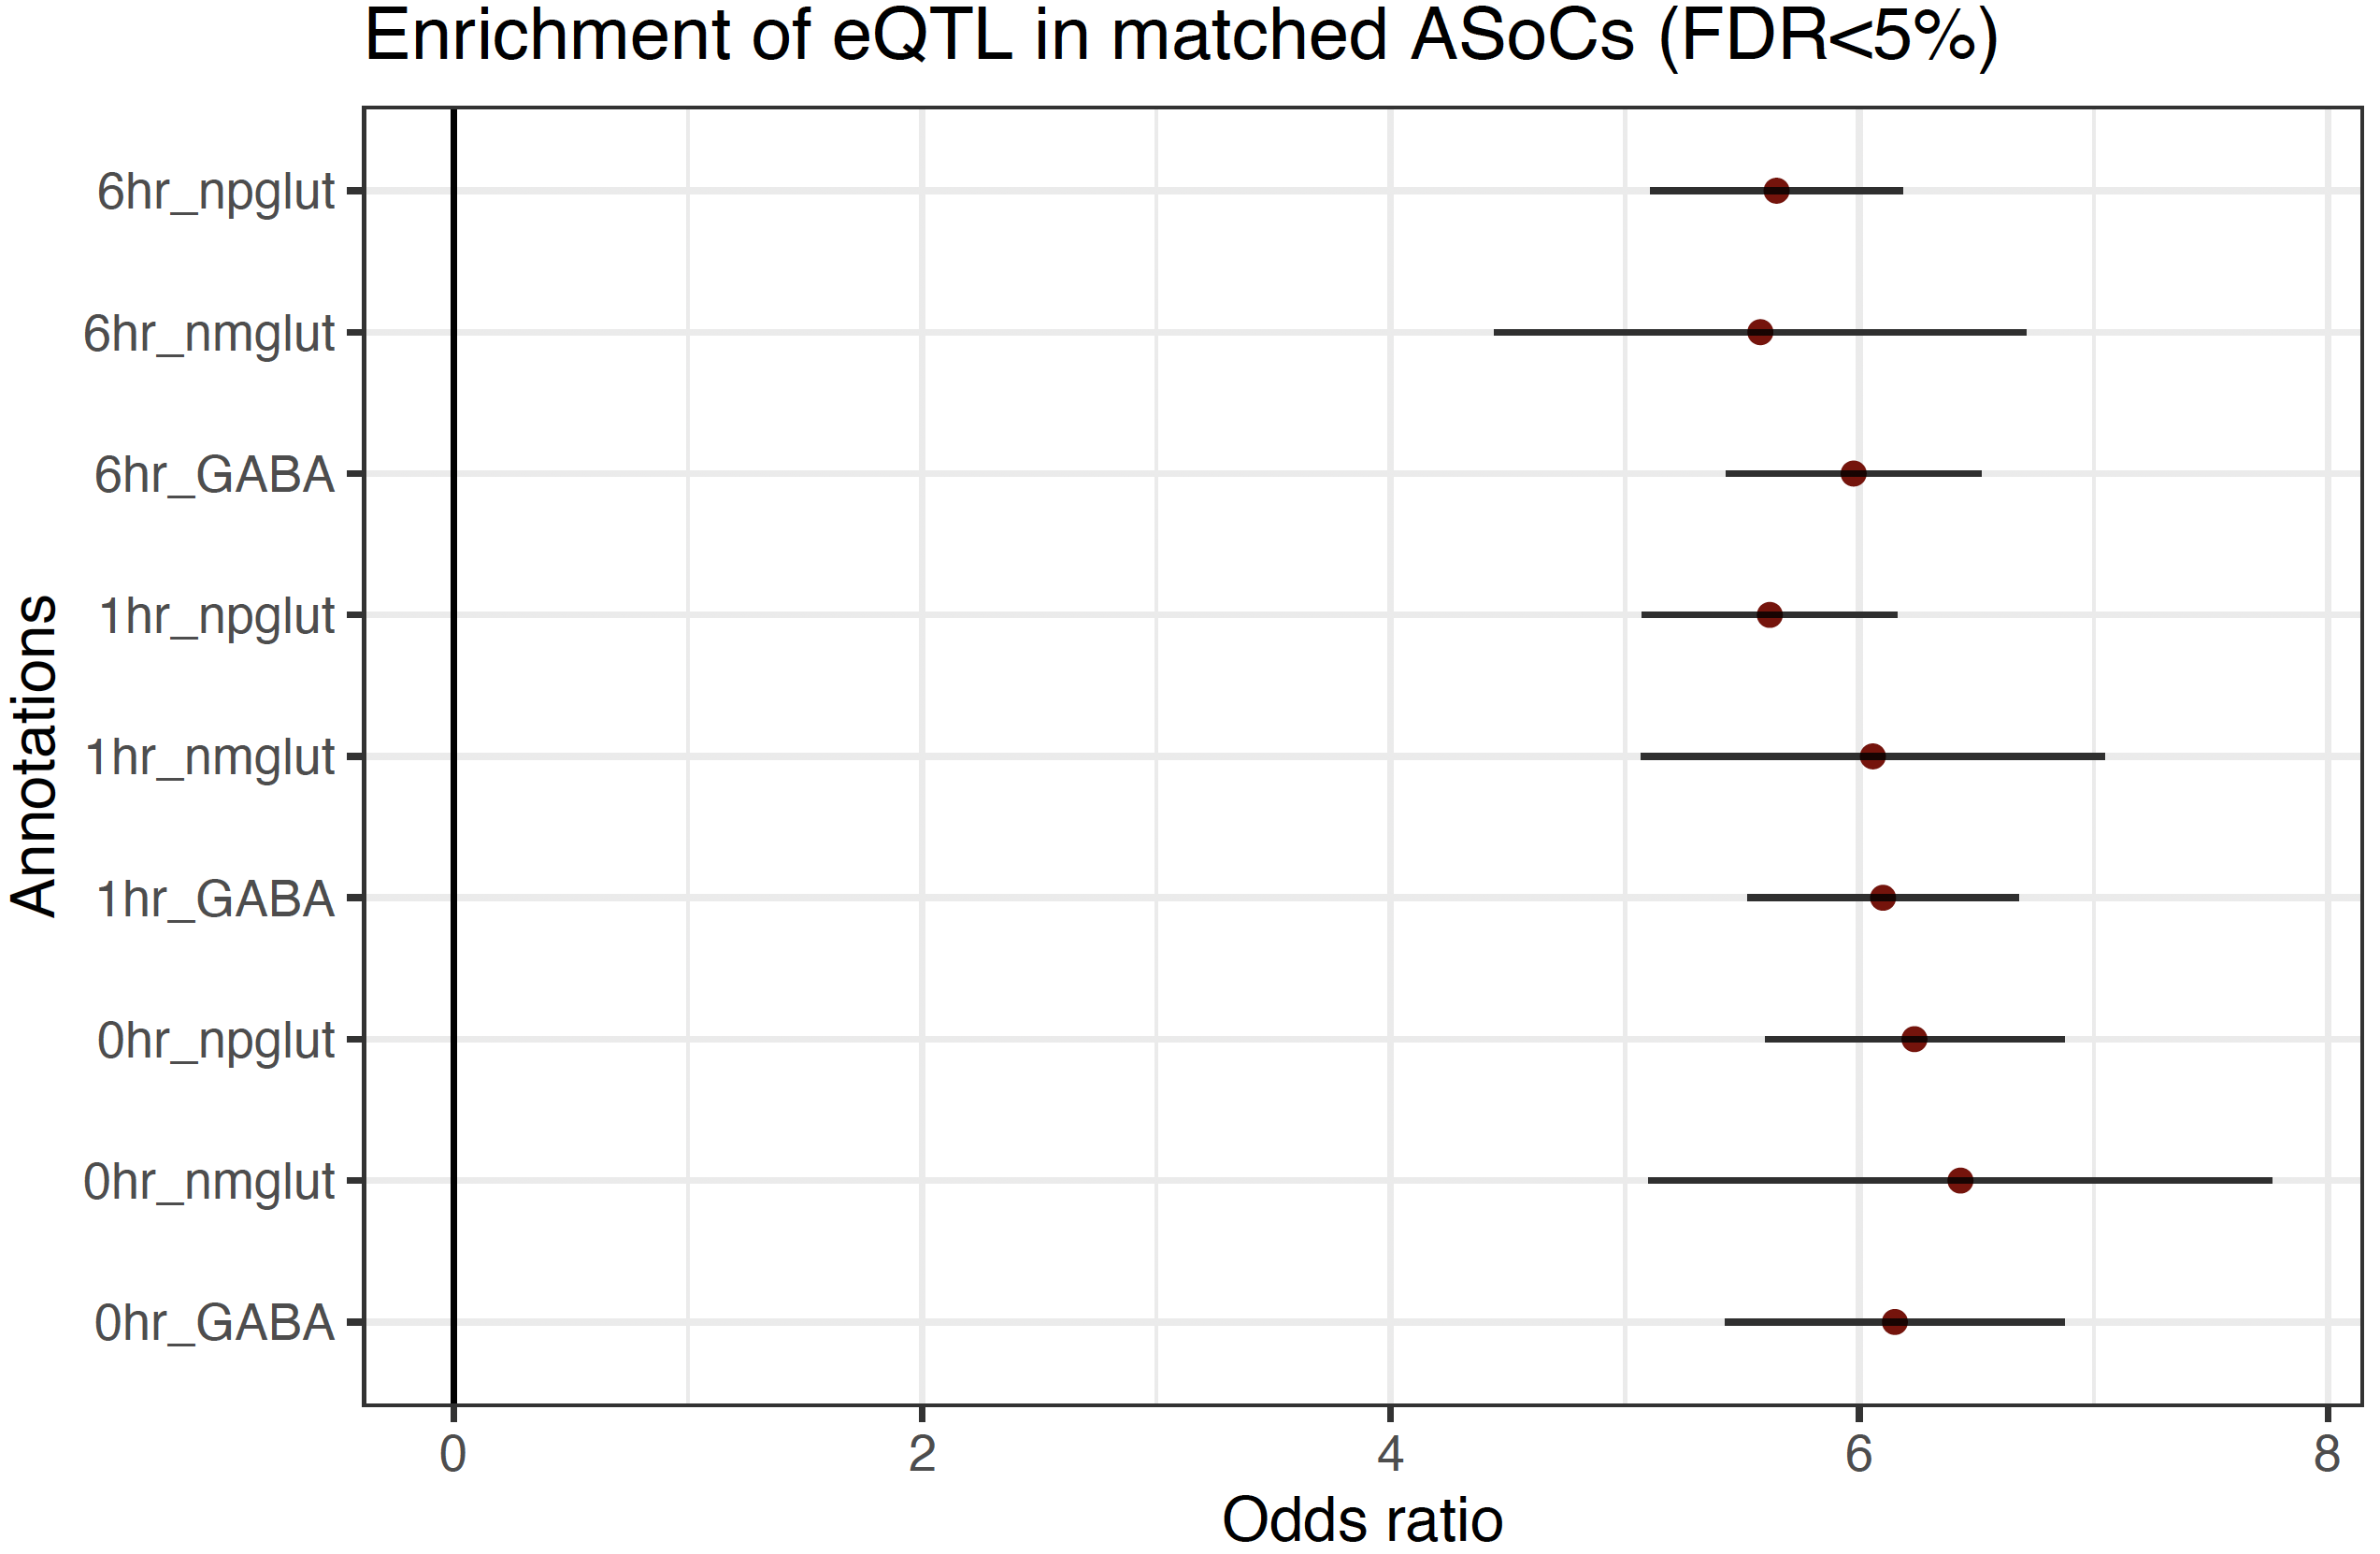 Enrichment of eQTL in matched ASoCs (FDR<5%)
6hr_npglut
6hr_nmglut
6hr_GABA
1hr_npglut
1hr_nmglut
1hr_GABA
0hr_npglut
0hr_nmglut
0hr_GABA
Annotations
0 2 4 6 8
Odds ratio